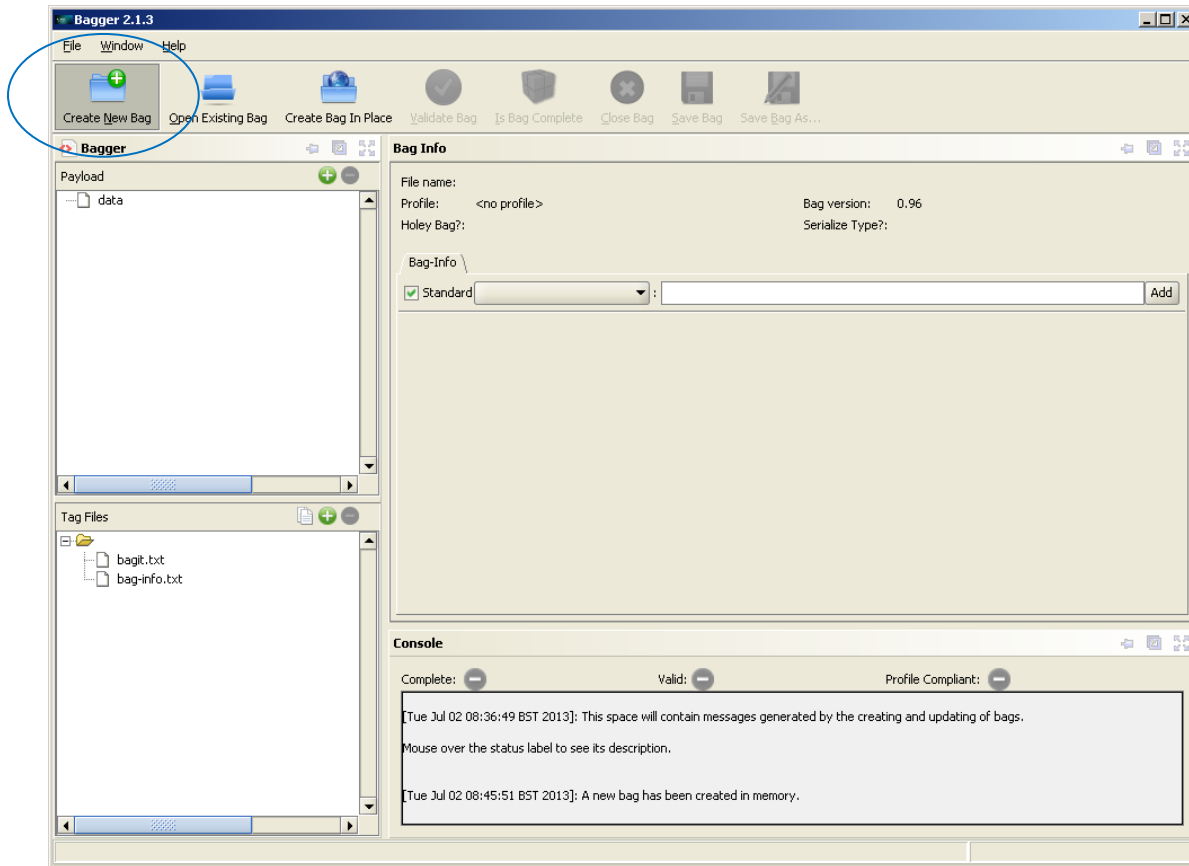 Bagger 2.1.3
File Window Help
Create New Bag Open Existing Bag Create Bag In Place Validate Bag Is Bag Complete Close Bag Save Bag Save Bag As...
Bagger
Payload
data
Tag Files
bagit.txt
bag-info.txt
Bag Info
File name:
Profile: <no profile> Bag version: 0.96
Holey Bag?: Serialize Type?:
Bag-Info
Standard : Add
Console
Complete: Valid: Profile Compliant:
[Tue Jul 02 08:36:49 BST 2013]: This space will contain messages generated by the creating and updating of bags.
Mouse over the status label to see its description.
[Tue Jul 02 08:45:51 BST 2013]: A new bag has been created in memory.